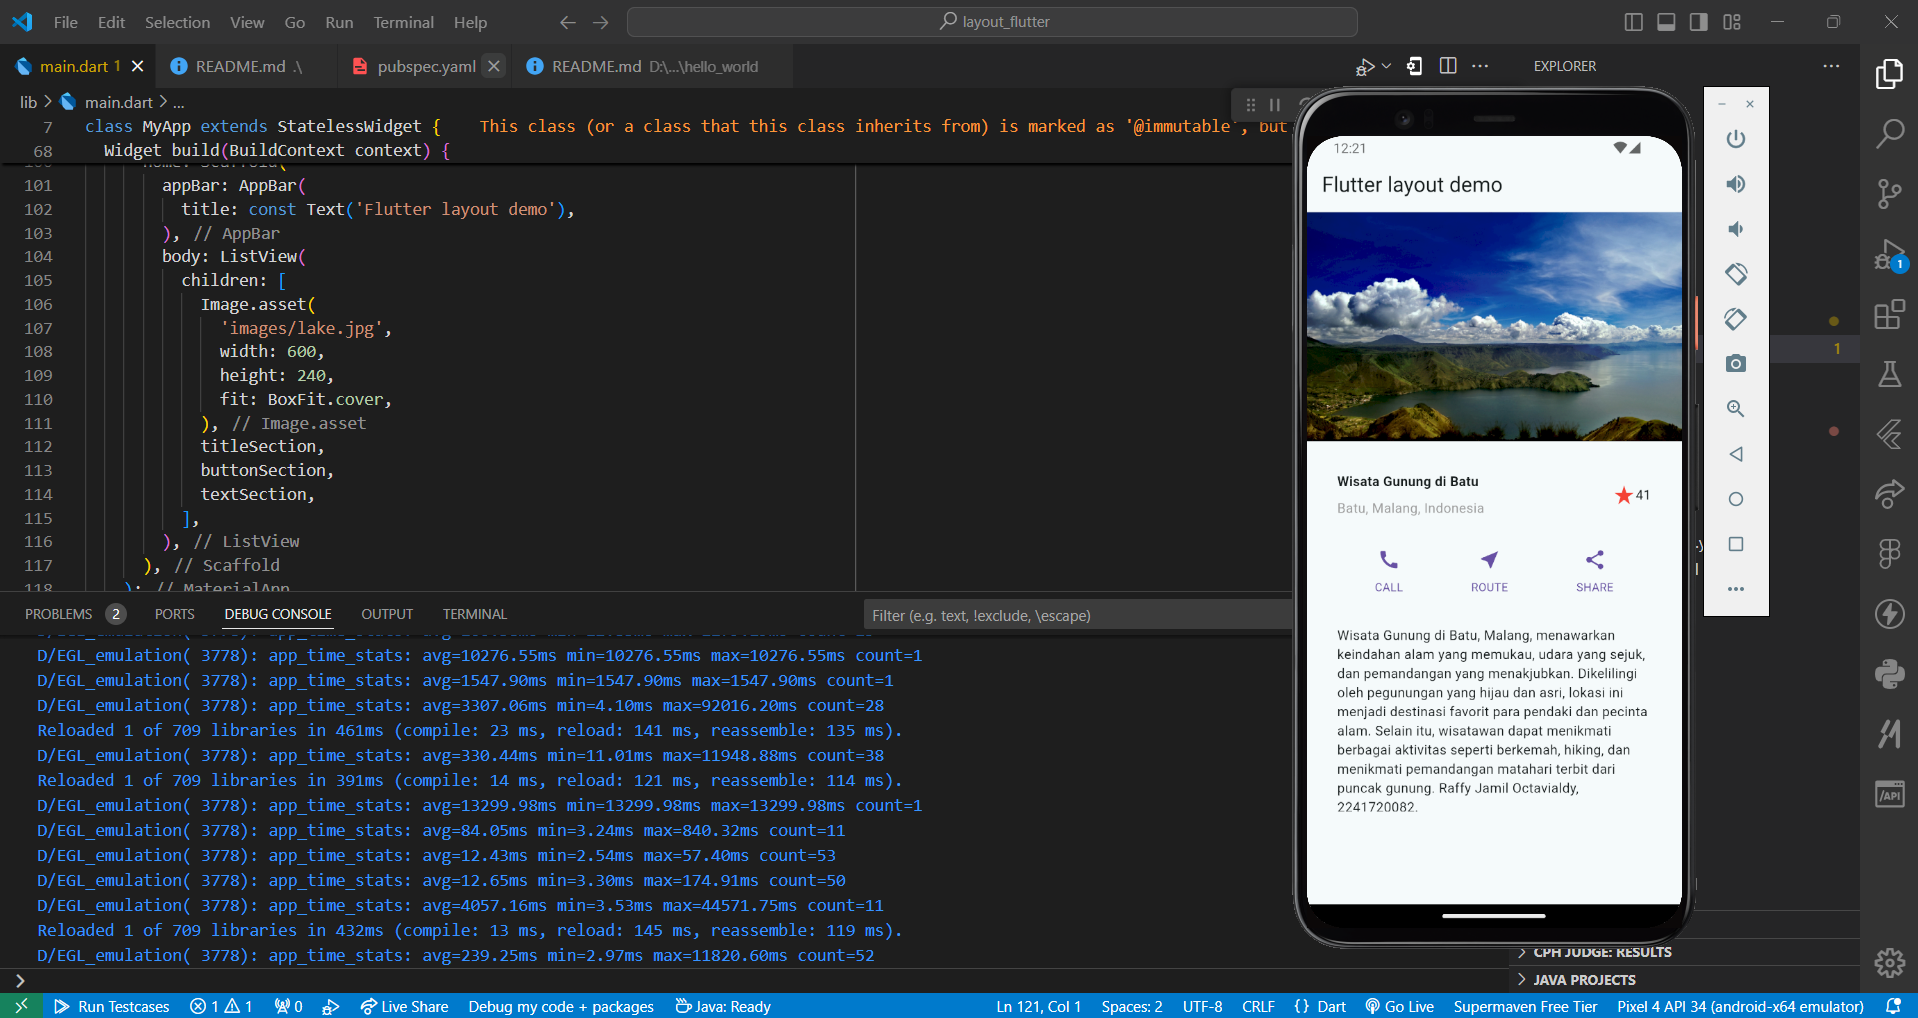 File Edit Selection View Go Run Terminal Help
layout_flutter
main.dart 1
README.md .\
pubspec.yaml
README.md D:\...\hello_world
EXPLORER
lib > main.dart > ...
7 class MyApp extends StatelessWidget { This class (or a class that this class inherits from) is marked as '@immutable', but
68 Widget build(BuildContext context) {
101 appBar: AppBar(
102 title: const Text('Flutter layout demo'),
103 ), // AppBar
104 body: ListView(
105 children: [
106 Image.asset(
107 'images/lake.jpg',
108 width: 600,
109 height: 240,
110 fit: BoxFit.cover,
111 ), // Image.asset
112 titleSection,
113 buttonSection,
114 textSection,
115 ],
116 ), // ListView
117 ), // Scaffold
118 ); // MaterialApp
PROBLEMS 2 PORTS DEBUG CONSOLE OUTPUT TERMINAL
Filter (e.g. text, !exclude, \escape)
D/EGL_emulation( 3778): app_time_stats: avg=10276.55ms min=10276.55ms max=10276.55ms count=1
D/EGL_emulation( 3778): app_time_stats: avg=1547.90ms min=1547.90ms max=1547.90ms count=1
D/EGL_emulation( 3778): app_time_stats: avg=3307.06ms min=4.10ms max=92016.20ms count=28
Reloaded 1 of 709 libraries in 461ms (compile: 23 ms, reload: 141 ms, reassemble: 135 ms).
D/EGL_emulation( 3778): app_time_stats: avg=330.44ms min=11.01ms max=11948.88ms count=38
Reloaded 1 of 709 libraries in 391ms (compile: 14 ms, reload: 121 ms, reassemble: 114 ms).
D/EGL_emulation( 3778): app_time_stats: avg=13299.98ms min=13299.98ms max=13299.98ms count=1
D/EGL_emulation( 3778): app_time_stats: avg=84.05ms min=3.24ms max=840.32ms count=11
D/EGL_emulation( 3778): app_time_stats: avg=12.43ms min=2.54ms max=57.40ms count=53
D/EGL_emulation( 3778): app_time_stats: avg=12.65ms min=3.30ms max=174.91ms count=50
D/EGL_emulation( 3778): app_time_stats: avg=4057.16ms min=3.53ms max=44571.75ms count=11
Reloaded 1 of 709 libraries in 432ms (compile: 13 ms, reload: 145 ms, reassemble: 119 ms).
D/EGL_emulation( 3778): app_time_stats: avg=239.25ms min=2.97ms max=11820.60ms count=52
12:21
Flutter layout demo
Wisata Gunung di Batu
Batu, Malang, Indonesia
41
CALL ROUTE SHARE
Wisata Gunung di Batu, Malang, menawarkan
keindahan alam yang memukau, udara yang sejuk,
dan pemandangan yang menakjubkan. Dikelilingi
oleh pegunungan yang hijau dan asri, lokasi ini
menjadi destinasi favorit para pendaki dan pecinta
alam. Selain itu, wisatawan dapat menikmati
berbagai aktivitas seperti berkemah, hiking, dan
menikmati pemandangan matahari terbit dari
puncak gunung. Raffy Jamil Octavialdy,
2241720082.
1
1
/API
CPH JUDGE: RESULTS
JAVA PROJECTS
Run Testcases 1 1 0 Live Share Debug my code + packages Java: Ready Ln 121, Col 1 Spaces: 2 UTF-8 CRLF {} Dart Go Live Supermaven Free Tier Pixel 4 API 34 (android-x64 emulator)